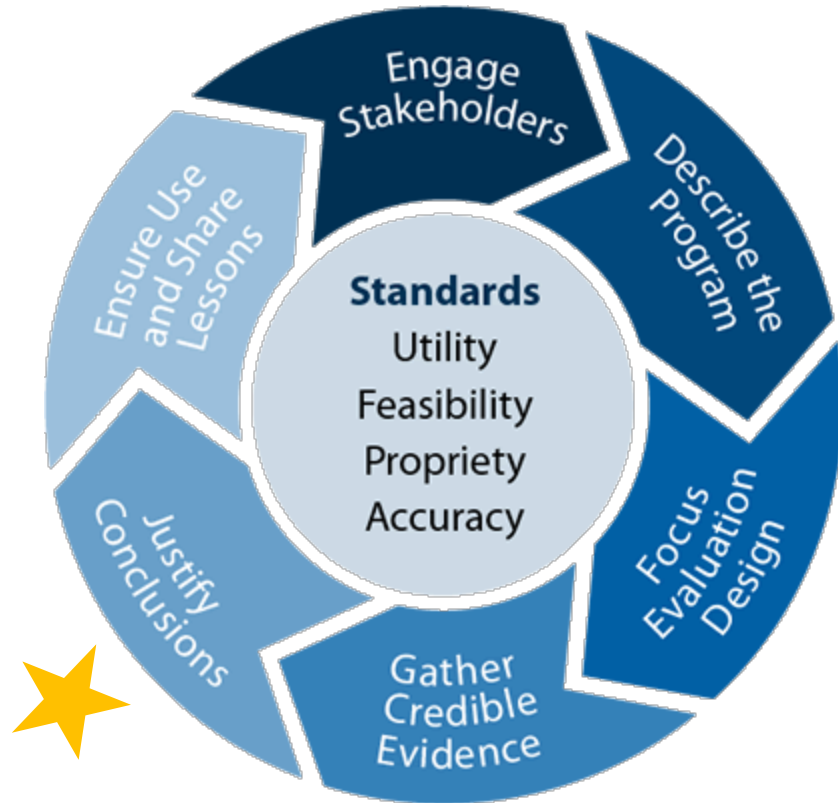 Engage
Stakeholders
Describe the
Program
Focus
Evaluation
Design
Gather
Credible
Evidence
Justify
Conclusions
Ensure Use
and Share
Lessons
Standards
Utility
Feasibility
Propriety
Accuracy